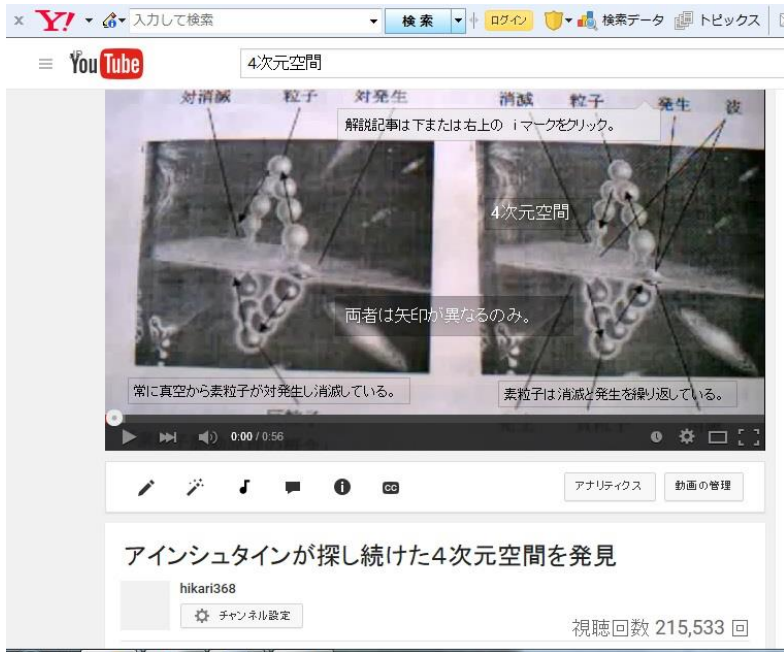 x Y! 入力して検索 検索 ログイン 検索データ トピックス
You Tube JP
4次元空間
対消滅 粒子 対発生 消滅 粒子 発生 波
解説記事は下または右上の iマークをクリック。
4次元空間
両者は矢印が異なるのみ。
常に真空から素粒子が対発生し消滅している。
素粒子は消滅と発生を繰り返している。
0:00 / 0:56
CC
アナリティクス 動画の管理
アインシュタインが探し続けた4次元空間を発見
hikari368
チャンネル設定
視聴回数 215,533 回